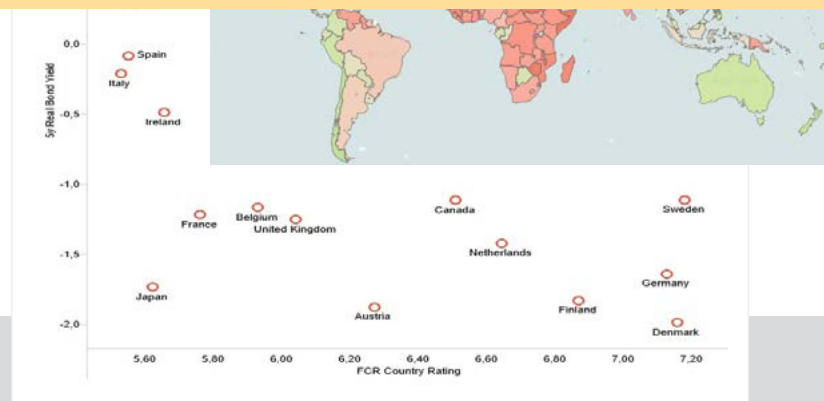 0,0
Spain
Italy
5y Real Bond Yield
-0,5
Ireland
-1,0
Canada
Sweden
France
Belgium
United Kingdom
-1,5
Netherlands
Germany
Japan
Austria
Finland
-2,0
Denmark
5,60 5,80 6,00 6,20 6,40 6,60 6,80 7,00 7,20
FCR Country Rating